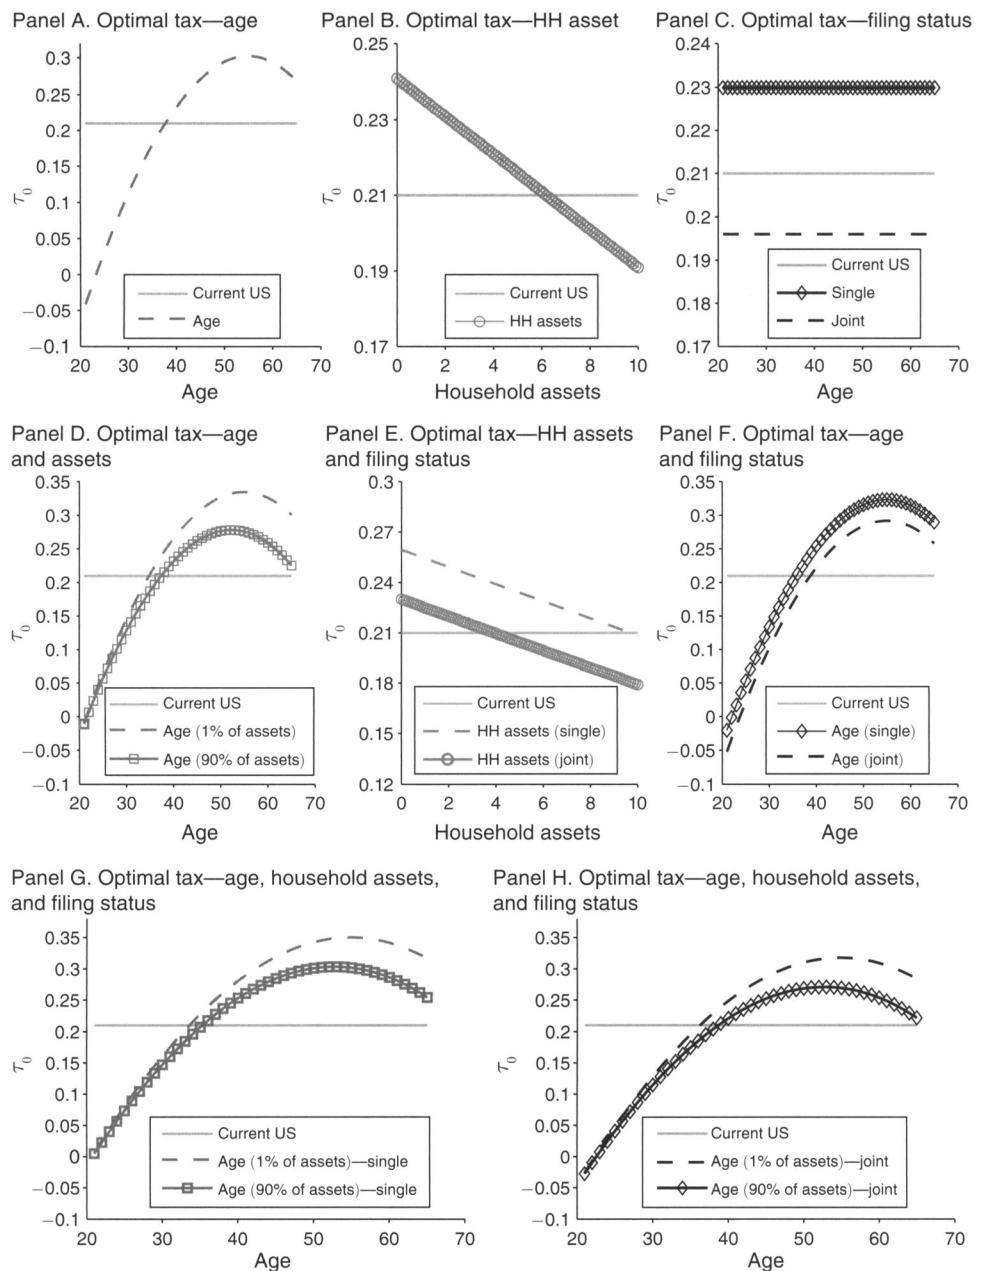 Panel A. Optimal tax—age
0.3
0.25
0.2
0.15
0.1
0.05
0
−0.05
−0.1
τ0
20 30 40 50 60 70
Age
Current US
Age
Panel B. Optimal tax—HH asset
0.25
0.23
0.21
0.19
0.17
τ0
0 2 4 6 8 10
Household assets
Current US
HH assets
Panel C. Optimal tax—filing status
0.24
0.23
0.22
0.21
0.2
0.19
0.18
0.17
τ0
20 30 40 50 60 70
Age
Current US
Single
Joint
Panel D. Optimal tax—age
and assets
0.35
0.3
0.25
0.2
0.15
0.1
0.05
0
−0.05
−0.1
τ0
20 30 40 50 60 70
Age
Current US
Age (1% of assets)
Age (90% of assets)
Panel E. Optimal tax—HH assets
and filing status
0.3
0.27
0.24
0.21
0.18
0.15
0.12
τ0
0 2 4 6 8 10
Household assets
Current US
HH assets (single)
HH assets (joint)
Panel F. Optimal tax—age
and filing status
0.35
0.3
0.25
0.2
0.15
0.1
0.05
0
−0.05
−0.1
τ0
20 30 40 50 60 70
Age
Current US
Age (single)
Age (joint)
Panel G. Optimal tax—age, household assets,
and filing status
0.35
0.3
0.25
0.2
0.15
0.1
0.05
0
−0.05
−0.1
τ0
20 30 40 50 60 70
Age
Current US
Age (1% of assets)—single
Age (90% of assets)—single
Panel H. Optimal tax—age, household assets,
and filing status
0.35
0.3
0.25
0.2
0.15
0.1
0.05
0
−0.05
−0.1
τ0
20 30 40 50 60 70
Age
Current US
Age (1% of assets)—joint
Age (90% of assets)—joint